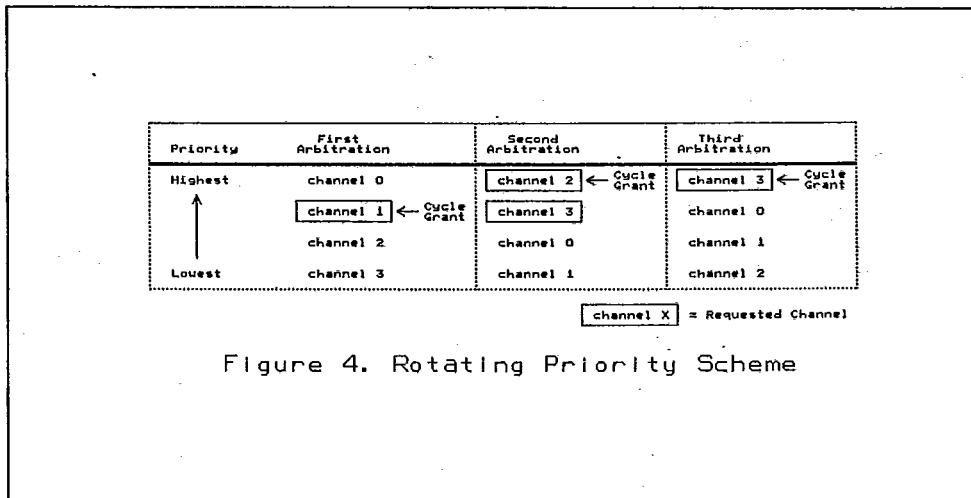 Priority First Arbitration Second Arbitration Third Arbitration
Highest channel 0 channel 2 ← Cycle Grant channel 3 ← Cycle Grant
channel 1 ← Cycle Grant channel 3 channel 0
channel 2 channel 0 channel 1
Lowest channel 3 channel 1 channel 2
channel X = Requested Channel
Figure 4. Rotating Priority Scheme